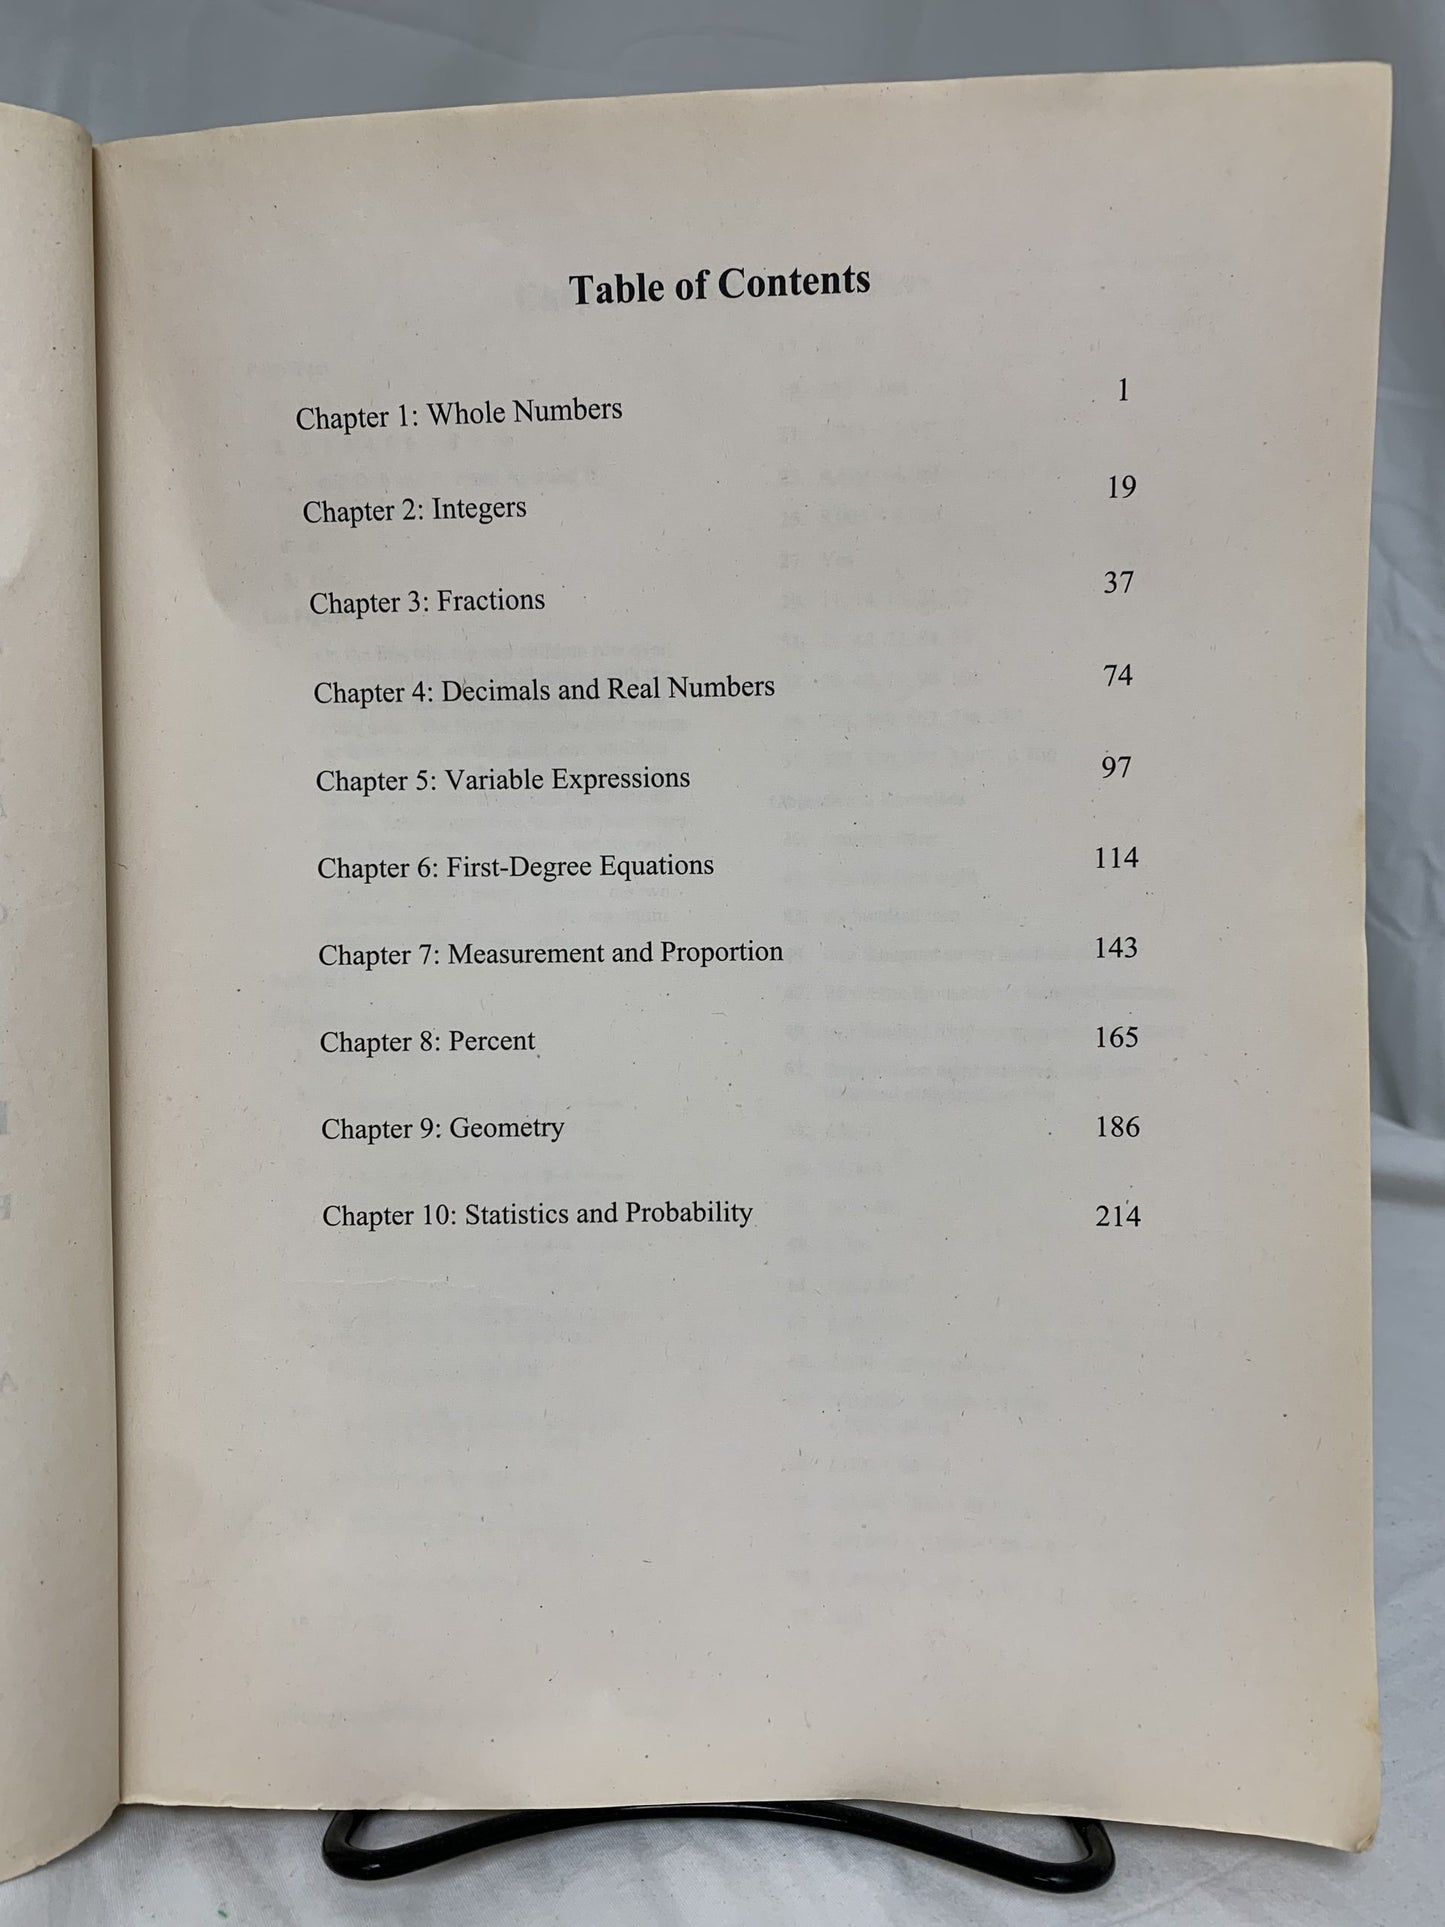 Table of Contents
Chapter 1: Whole Numbers 1
Chapter 2: Integers 19
Chapter 3: Fractions 37
Chapter 4: Decimals and Real Numbers 74
Chapter 5: Variable Expressions 97
Chapter 6: First-Degree Equations 114
Chapter 7: Measurement and Proportion 143
Chapter 8: Percent 165
Chapter 9: Geometry 186
Chapter 10: Statistics and Probability 214